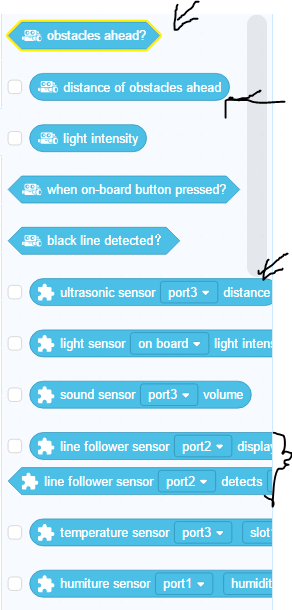 obstacles ahead?
distance of obstacles ahead
light intensity
when on-board button pressed?
black line detected?
ultrasonic sensor port3 distance
light sensor on board light intens
sound sensor port3 volume
line follower sensor port2 display
line follower sensor port2 detects
temperature sensor port3 slot
humiture sensor port1 humidit